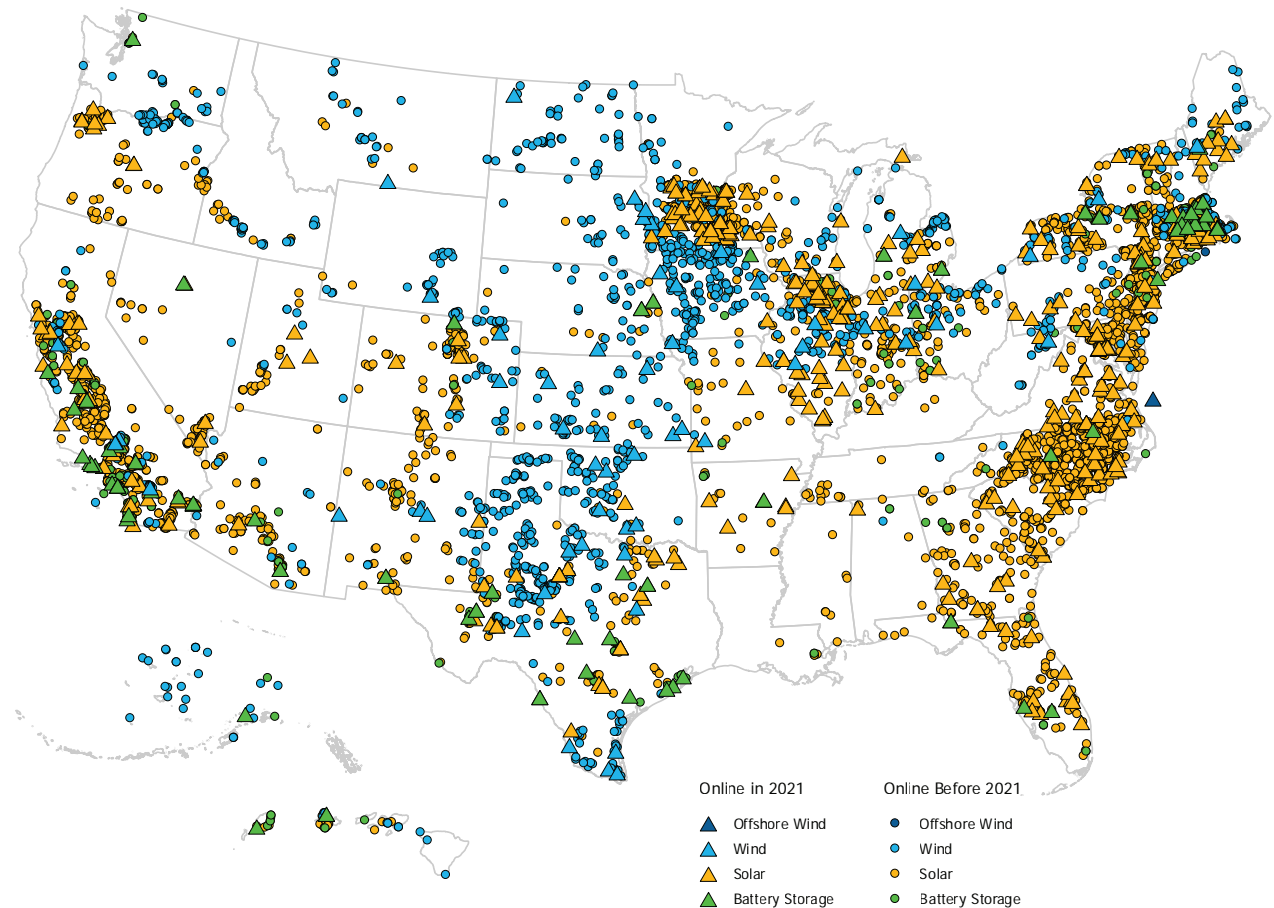 Online in 2021 Online Before 2021
Offshore Wind Offshore Wind
Wind Wind
Solar Solar
Battery Storage Battery Storage